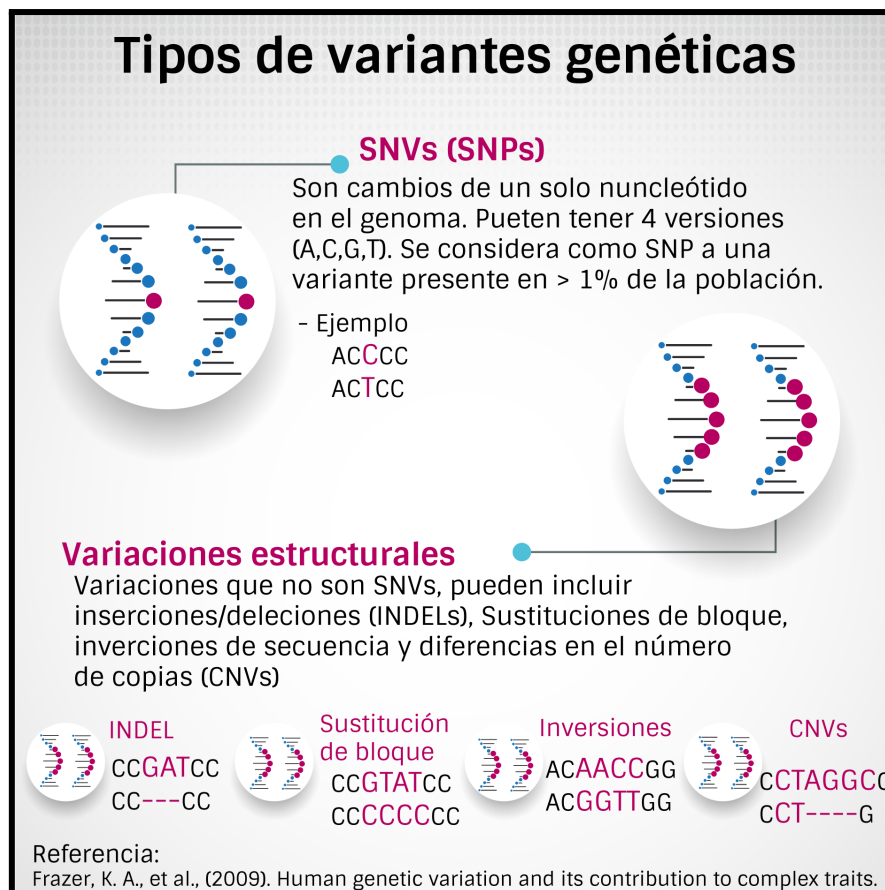 Tipos de variantes genéticas
SNVs (SNPs)
Son cambios de un solo nuncleótido
en el genoma. Pueten tener 4 versiones
(A,C,G,T). Se considera como SNP a una
variante presente en > 1% de la población.
- Ejemplo
ACCCC
ACTCC
Variaciones estructurales
Variaciones que no son SNVs, pueden incluir
inserciones/deleciones (INDELs), Sustituciones de bloque,
inverciones de secuencia y diferencias en el número
de copias (CNVs)
INDEL
CCGATCC
CC---CC
Sustitución
de bloque
CCGTATCC
CCCCCCCC
Inversiones
ACAACCGG
ACGGTTGG
CNVs
CCTAGGCC
CCT----G
Referencia:
Frazer, K. A., et al., (2009). Human genetic variation and its contribution to complex traits.